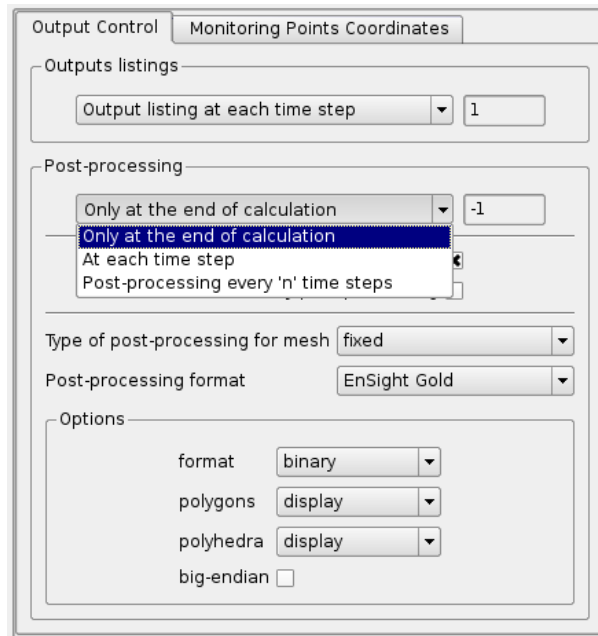 Output Control
Monitoring Points Coordinates
Outputs listings
Output listing at each time step
1
Post-processing
Only at the end of calculation
-1
Only at the end of calculation
At each time step
Post-processing every 'n' time steps
Type of post-processing for mesh
fixed
Post-processing format
EnSight Gold
Options
format
binary
polygons
display
polyhedra
display
big-endian